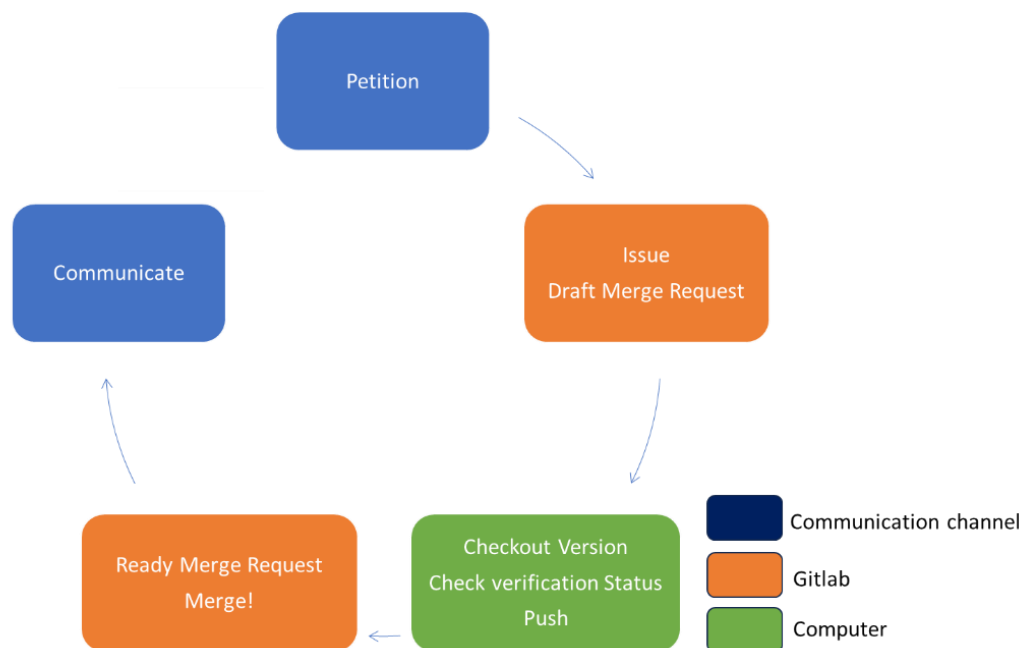 Petition
Communicate
Issue
Draft Merge Request
Ready Merge Request
Merge!
Checkout Version
Check verification Status
Push
Communication channel
Gitlab
Computer